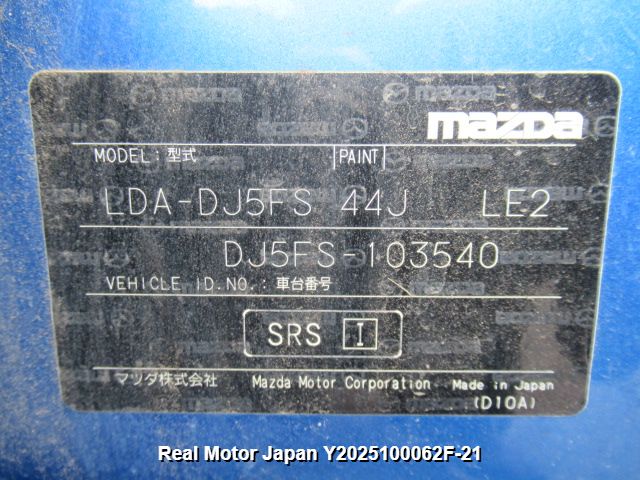 mazda
MODEL:型式 PAINT
LDA-DJ5FS 44J LE2
DJ5FS-103540
VEHICLE ID.NO.:車台番号
SRS I
マツダ株式会社 Mazda Motor Corporation Made in Japan
(D10A)
Real Motor Japan Y2025100062F-21